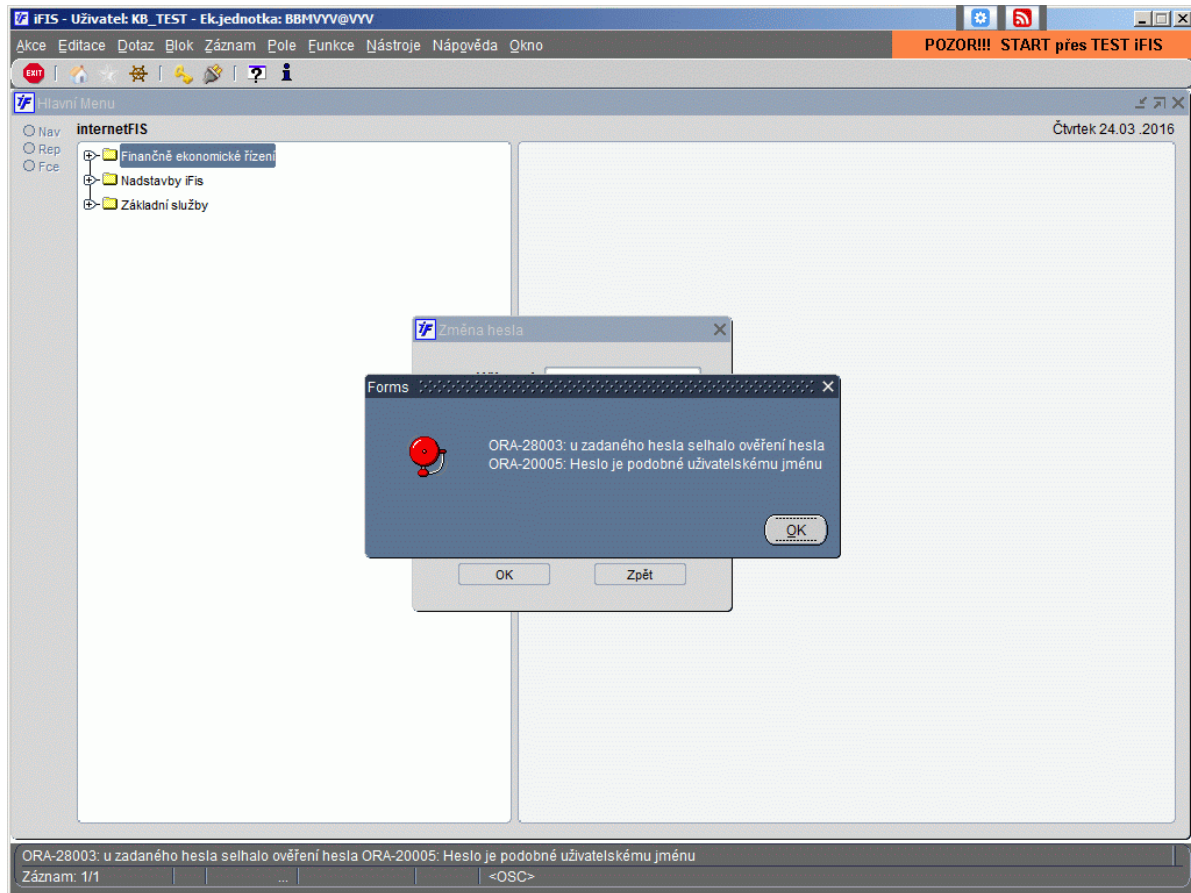 iFIS - Uživatel: KB_TEST - Ek.jednotka: BBMVYV@VYV
Akce Editace Dotaz Blok Záznam Pole Funkce Nástroje Nápověda Okno
POZOR!!! START přes TEST iFIS
EXIT
Hlavní Menu
Nav
Rep
Fce
internetFIS
Čtvrtek 24.03 .2016
Finančně ekonomické řízení
Nadstavby iFis
Základní služby
Změna hesla
Forms
ORA-28003: u zadaného hesla selhalo ověření hesla
ORA-20005: Heslo je podobné uživatelskému jménu
OK
OK
Zpět
ORA-28003: u zadaného hesla selhalo ověření hesla ORA-20005: Heslo je podobné uživatelskému jménu
Záznam: 1/1
...
<OSC>